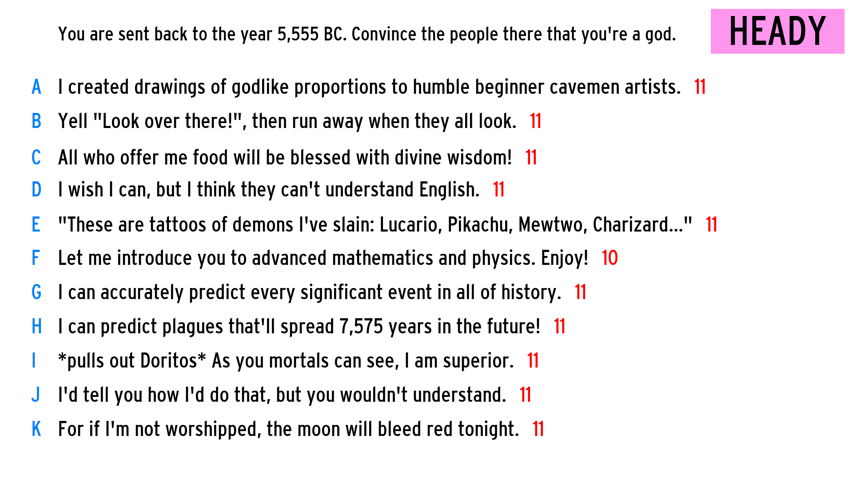 You are sent back to the year 5,555 BC. Convince the people there that you're a god.
HEADY
A I created drawings of godlike proportions to humble beginner cavemen artists. 11
B Yell "Look over there!", then run away when they all look. 11
C All who offer me food will be blessed with divine wisdom! 11
D I wish I can, but I think they can't understand English. 11
E "These are tattoos of demons I've slain: Lucario, Pikachu, Mewtwo, Charizard..." 11
F Let me introduce you to advanced mathematics and physics. Enjoy! 10
G I can accurately predict every significant event in all of history. 11
H I can predict plagues that'll spread 7,575 years in the future! 11
I *pulls out Doritos* As you mortals can see, I am superior. 11
J I'd tell you how I'd do that, but you wouldn't understand. 11
K For if I'm not worshipped, the moon will bleed red tonight. 11